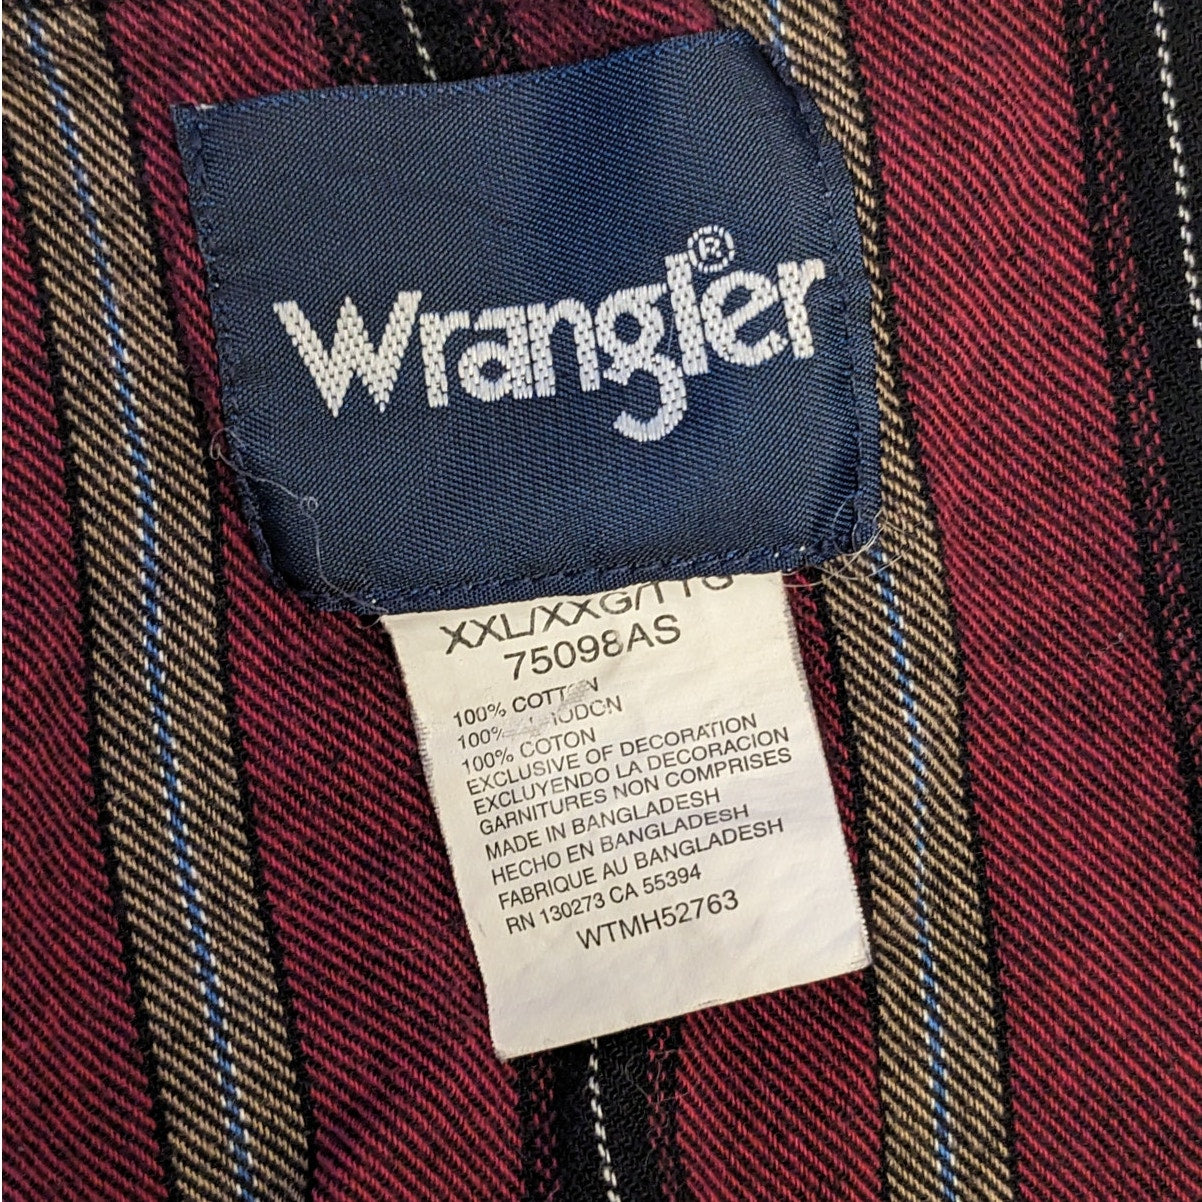 Wrangler®
XXL/XXG/TTG
75098AS
100% COTTON
100%
100% COTON
EXCLUSIVE OF DECORATION
EXCLUYENDO LA DECORACION
GARNITURES NON COMPRISES
MADE IN BANGLADESH
HECHO EN BANGLADESH
FABRIQUE AU BANGLADESH
RN 130273 CA 55394
WTMH52763